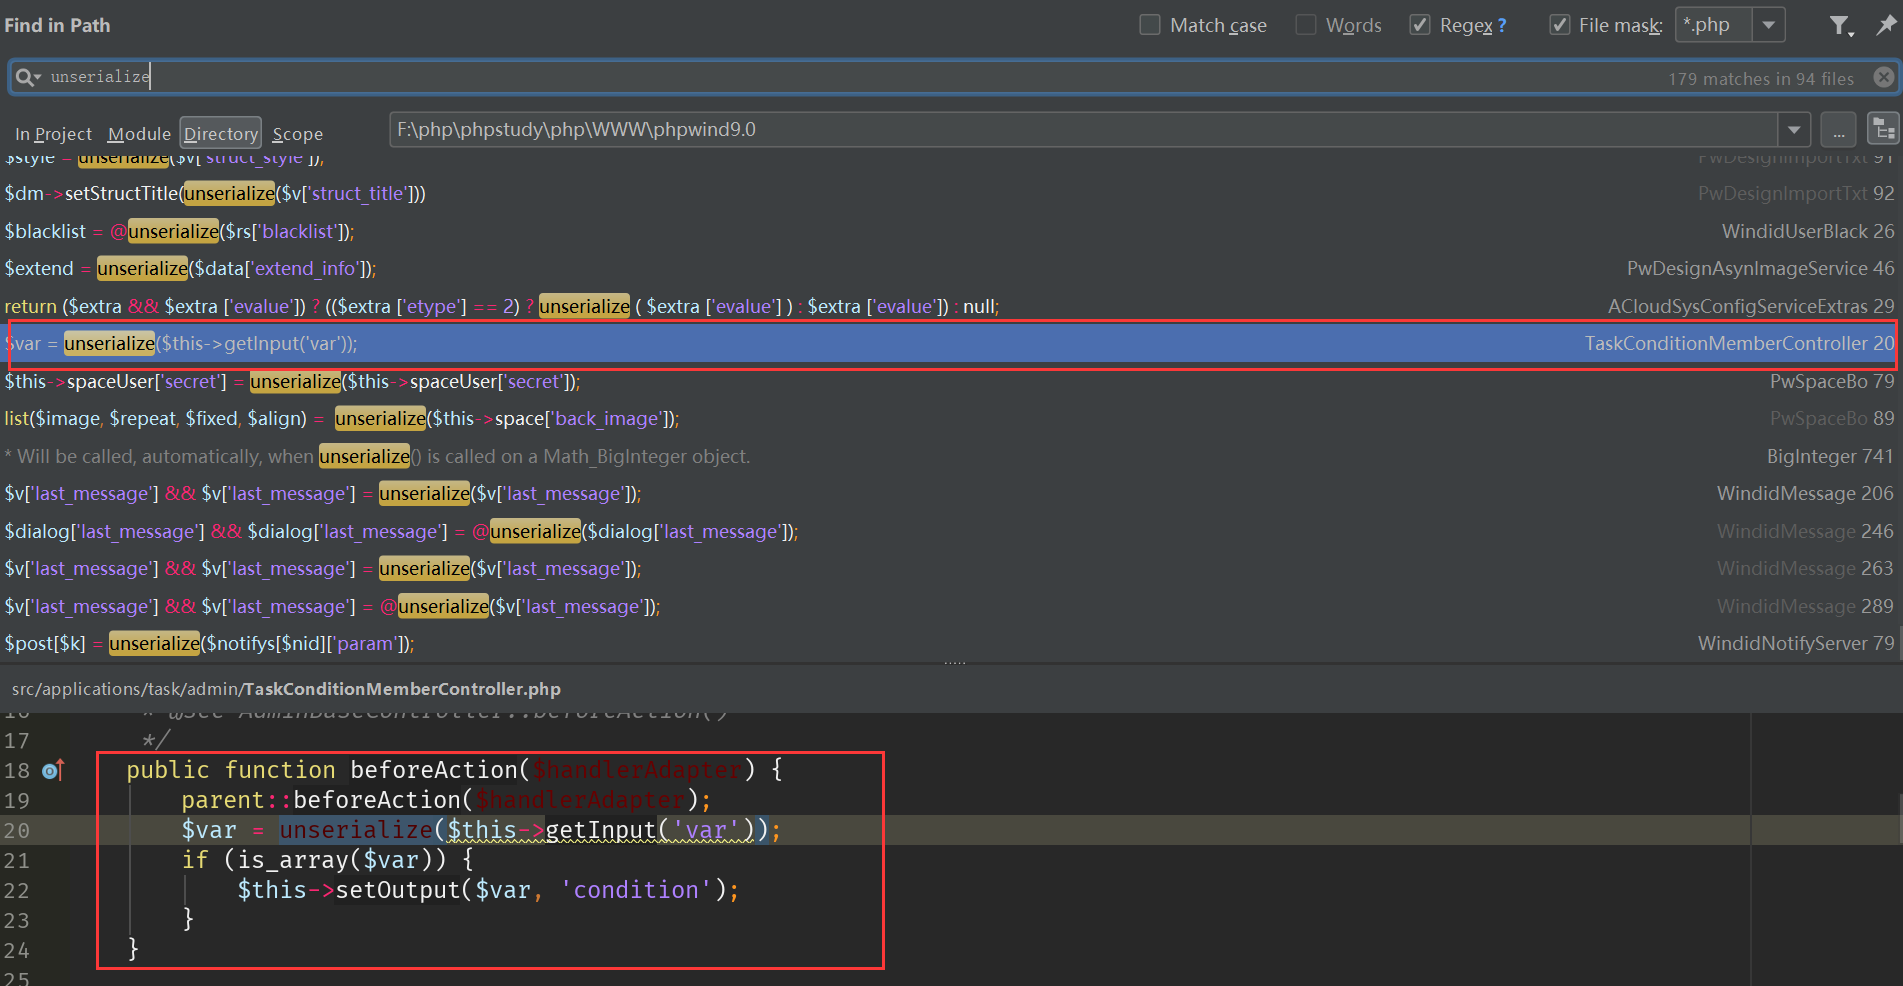 Find in Path Match case Words Regex ? File mask: *.php
unserialize 179 matches in 94 files
In Project Module Directory Scope F:\php\phpstudy\php\WWW\phpwind9.0 ...
$style = unserialize($v['struct_style']); PwDesignImportTxt 91
$dm->setStructTitle(unserialize($v['struct_title'])) PwDesignImportTxt 92
$blacklist = @unserialize($rs['blacklist']); WindidUserBlack 26
$extend = unserialize($data['extend_info']); PwDesignAsynImageService 46
return ($extra && $extra ['evalue']) ? (($extra ['etype'] == 2) ? unserialize ( $extra ['evalue'] ) : $extra ['evalue']) : null; ACloudSysConfigServiceExtras 29
$var = unserialize($this->getInput('var')); TaskConditionMemberController 20
$this->spaceUser['secret'] = unserialize($this->spaceUser['secret']); PwSpaceBo 79
list($image, $repeat, $fixed, $align) = unserialize($this->space['back_image']); PwSpaceBo 89
* Will be called, automatically, when unserialize() is called on a Math_BigInteger object. BigInteger 741
$v['last_message'] && $v['last_message'] = unserialize($v['last_message']); WindidMessage 206
$dialog['last_message'] && $dialog['last_message'] = @unserialize($dialog['last_message']); WindidMessage 246
$v['last_message'] && $v['last_message'] = unserialize($v['last_message']); WindidMessage 263
$v['last_message'] && $v['last_message'] = @unserialize($v['last_message']); WindidMessage 289
$post[$k] = unserialize($notifys[$nid]['param']); WindidNotifyServer 79
src/applications/task/admin/TaskConditionMemberController.php
16 * @see AdminBaseController::beforeAction()
17 */
18 public function beforeAction($handlerAdapter) {
19 parent::beforeAction($handlerAdapter);
20 $var = unserialize($this->getInput('var'));
21 if (is_array($var)) {
22 $this->setOutput($var, 'condition');
23 }
24 }
25